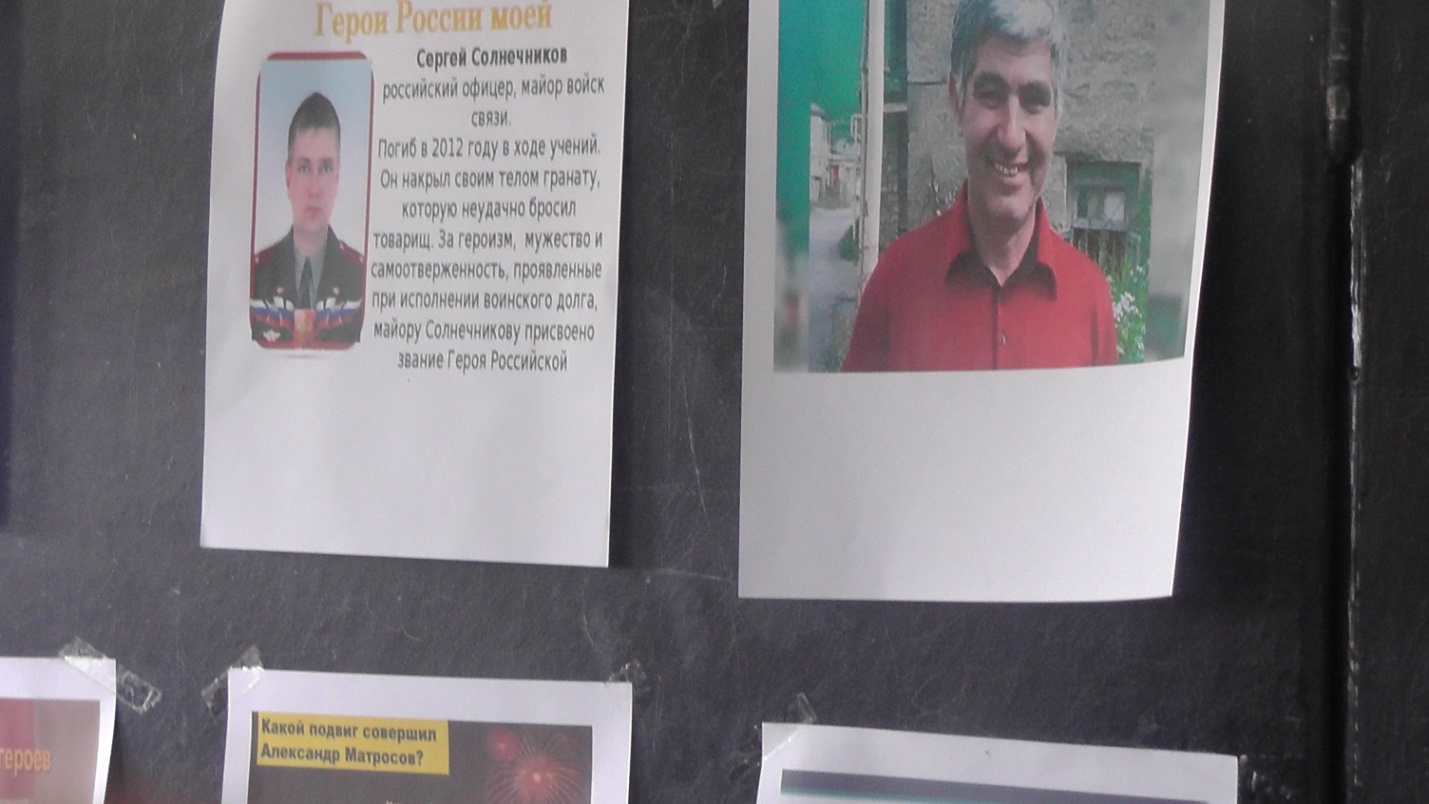 Герои России моей
Сергей Солнечников
российский офицер, майор войск
связи.
Погиб в 2012 году в ходе учений.
Он накрыл своим телом гранату,
которую неудачно бросил
товарищ. За героизм, мужество и
самоотверженность, проявленные
при исполнении воинского долга,
майору Солнечникову присвоено
звание Героя Российской
героев
Какой подвиг совершил
Александр Матросов?